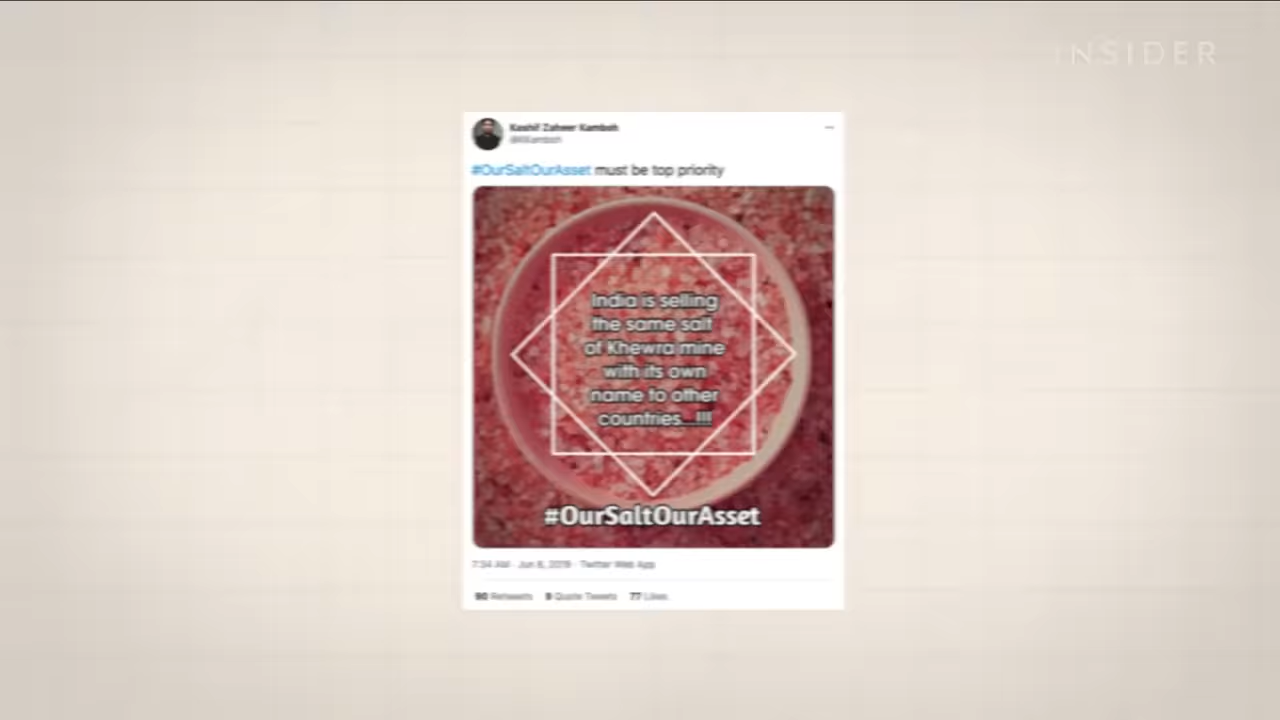 INSIDER
Kashif Zaheer Kamboh
#OurSaltOurAsset must be top priority
India is selling
the same salt
of Khewra mine
with its own
name to other
countries...!!!
#OurSaltOurAsset
7:34 AM · Jun 8, 2019 · Twitter Web App
90 Retweets 9 Quote Tweets 77 Likes